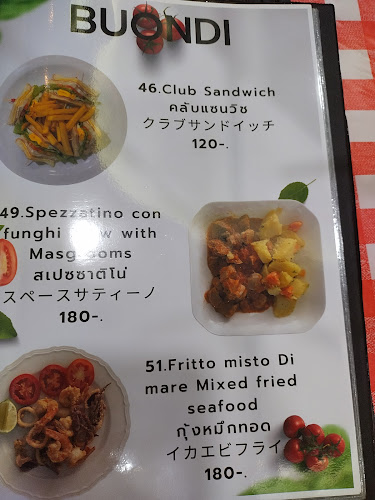 BUONDI
46.Club Sandwich
คลับแซนวิช
クラブサンドイッチ
120-.
49.Spezzatino con
funghi with
Masgrooms
สเปซซาติโน่
スペースサティーノ
180-.
51.Fritto misto Di
mare Mixed fried
seafood
กุ้งหมึกทอด
イカエビフライ
180-.